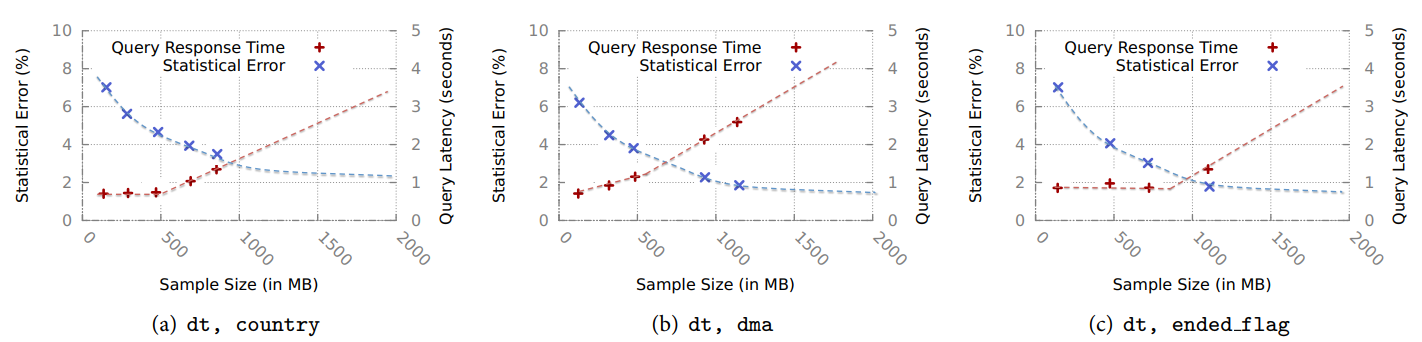 10
8
6
4
2
0
5
4
3
2
1
0
0
500
1000
1500
2000
Statistical Error (%)
Query Latency (seconds)
Query Response Time
Statistical Error
Sample Size (in MB)
(a) dt, country
10
8
6
4
2
0
5
4
3
2
1
0
0
500
1000
1500
2000
Statistical Error (%)
Query Latency (seconds)
Query Response Time
Statistical Error
Sample Size (in MB)
(b) dt, dma
10
8
6
4
2
0
5
4
3
2
1
0
0
500
1000
1500
2000
Statistical Error (%)
Query Latency (seconds)
Query Response Time
Statistical Error
Sample Size (in MB)
(c) dt, ended_flag